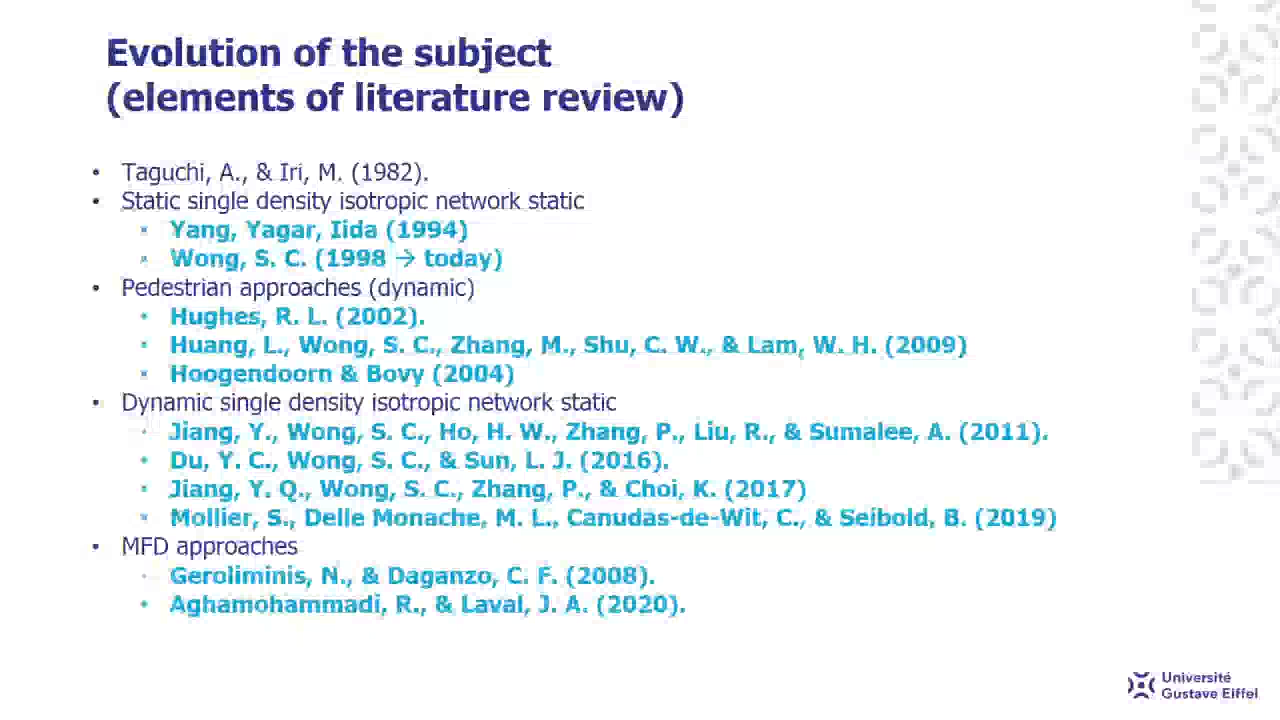 Evolution of the subject
(elements of literature review)
• Taguchi, A., & Iri, M. (1982).
• Static single density isotropic network static
• Yang, Yagar, Iida (1994)
• Wong, S. C. (1998 → today)
• Pedestrian approaches (dynamic)
• Hughes, R. L. (2002).
• Huang, L., Wong, S. C., Zhang, M., Shu, C. W., & Lam, W. H. (2009)
• Hoogendoorn & Bovy (2004)
• Dynamic single density isotropic network static
• Jiang, Y., Wong, S. C., Ho, H. W., Zhang, P., Liu, R., & Sumalee, A. (2011).
• Du, Y. C., Wong, S. C., & Sun, L. J. (2016).
• Jiang, Y. Q., Wong, S. C., Zhang, P., & Choi, K. (2017)
• Mollier, S., Delle Monache, M. L., Canudas-de-Wit, C., & Seibold, B. (2019)
• MFD approaches
• Geroliminis, N., & Daganzo, C. F. (2008).
• Aghamohammadi, R., & Laval, J. A. (2020).
Université
Gustave Eiffel